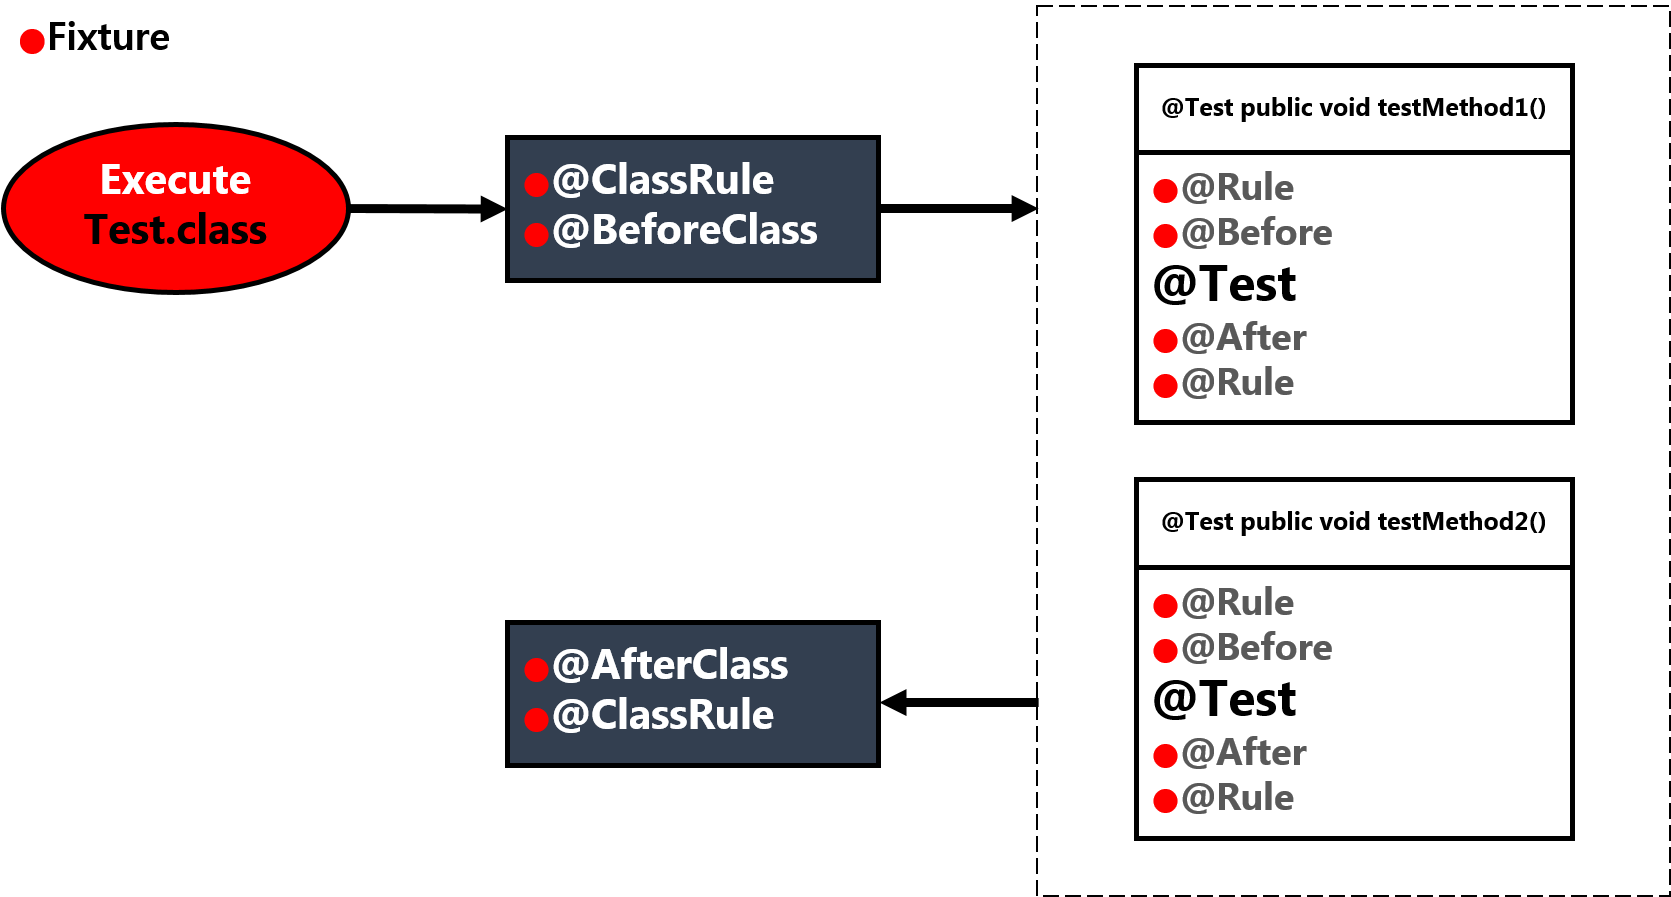 ●Fixture
Execute
Test.class
●@ClassRule
●@BeforeClass
@Test public void testMethod1()
●@Rule
●@Before
@Test
●@After
●@Rule
@Test public void testMethod2()
●@Rule
●@Before
@Test
●@After
●@Rule
●@AfterClass
●@ClassRule